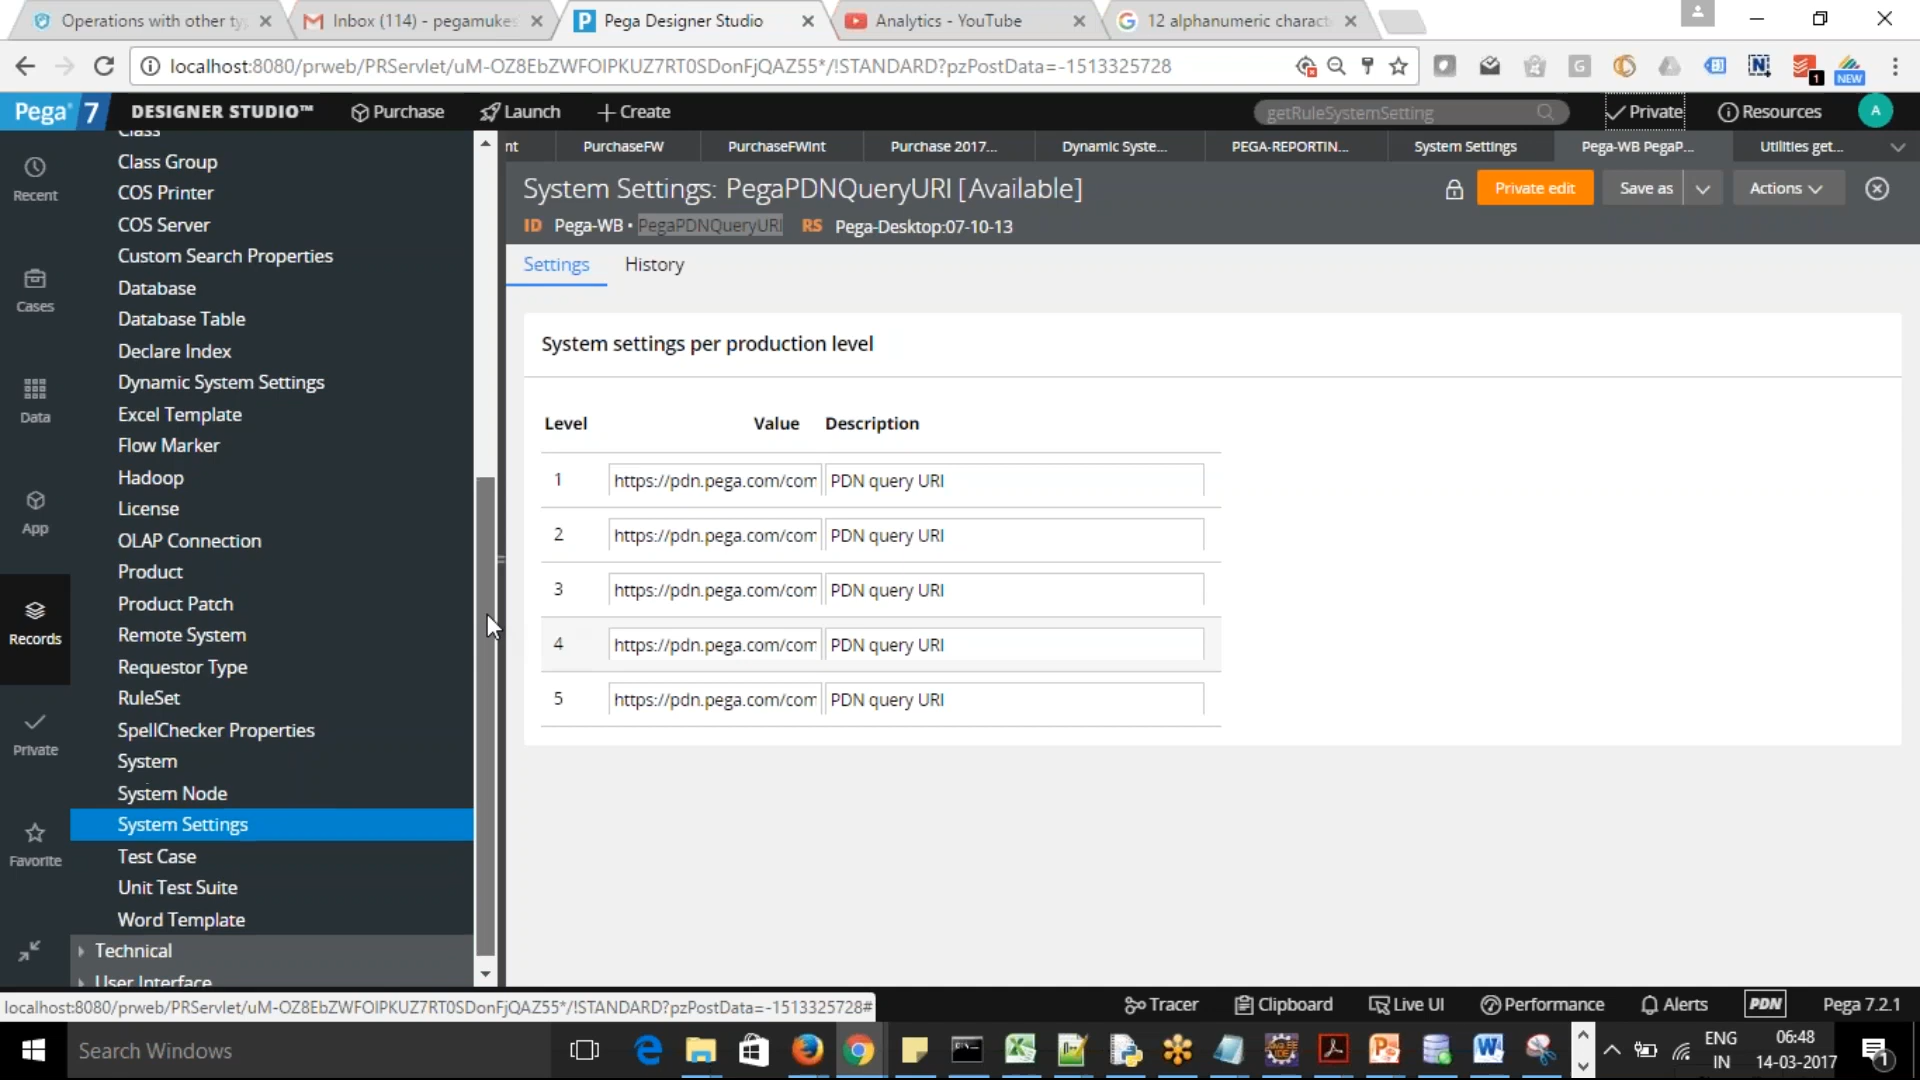 Operations with other ty
Inbox (114) - pegamukes
Pega Designer Studio
Analytics - YouTube
12 alphanumeric charact
localhost:8080/prweb/PRServlet/uM-OZ8EbZWFOIPKUZ7RT0SDonFjQAZ55*/!STANDARD?pzPostData=-1513325728
1
NEW
Pega 7 DESIGNER STUDIO™ Purchase Launch Create
getRuleSystemSetting
Private
Resources
A
nt PurchaseFW PurchaseFWInt Purchase 2017... Dynamic Syste... PEGA-REPORTIN... System Settings Pega-WB PegaP... Utilities get...
System Settings: PegaPDNQueryURI [Available]
Private edit
Save as
Actions
ID Pega-WB • PegaPDNQueryURI RS Pega-Desktop:07-10-13
Settings History
System settings per production level
Level Value Description
1 https://pdn.pega.com/com PDN query URI
2 https://pdn.pega.com/com PDN query URI
3 https://pdn.pega.com/com PDN query URI
4 https://pdn.pega.com/com PDN query URI
5 https://pdn.pega.com/com PDN query URI
Recent
Cases
Data
App
Records
Private
Favorite
Class
Class Group
COS Printer
COS Server
Custom Search Properties
Database
Database Table
Declare Index
Dynamic System Settings
Excel Template
Flow Marker
Hadoop
License
OLAP Connection
Product
Product Patch
Remote System
Requestor Type
RuleSet
SpellChecker Properties
System
System Node
System Settings
Test Case
Unit Test Suite
Word Template
Technical
User Interface
localhost:8080/prweb/PRServlet/uM-OZ8EbZWFOIPKUZ7RT0SDonFjQAZ55*/!STANDARD?pzPostData=-1513325728#
Tracer Clipboard Live UI Performance Alerts PDN Pega 7.2.1
Search Windows
ENG
IN
06:48
14-03-2017
1